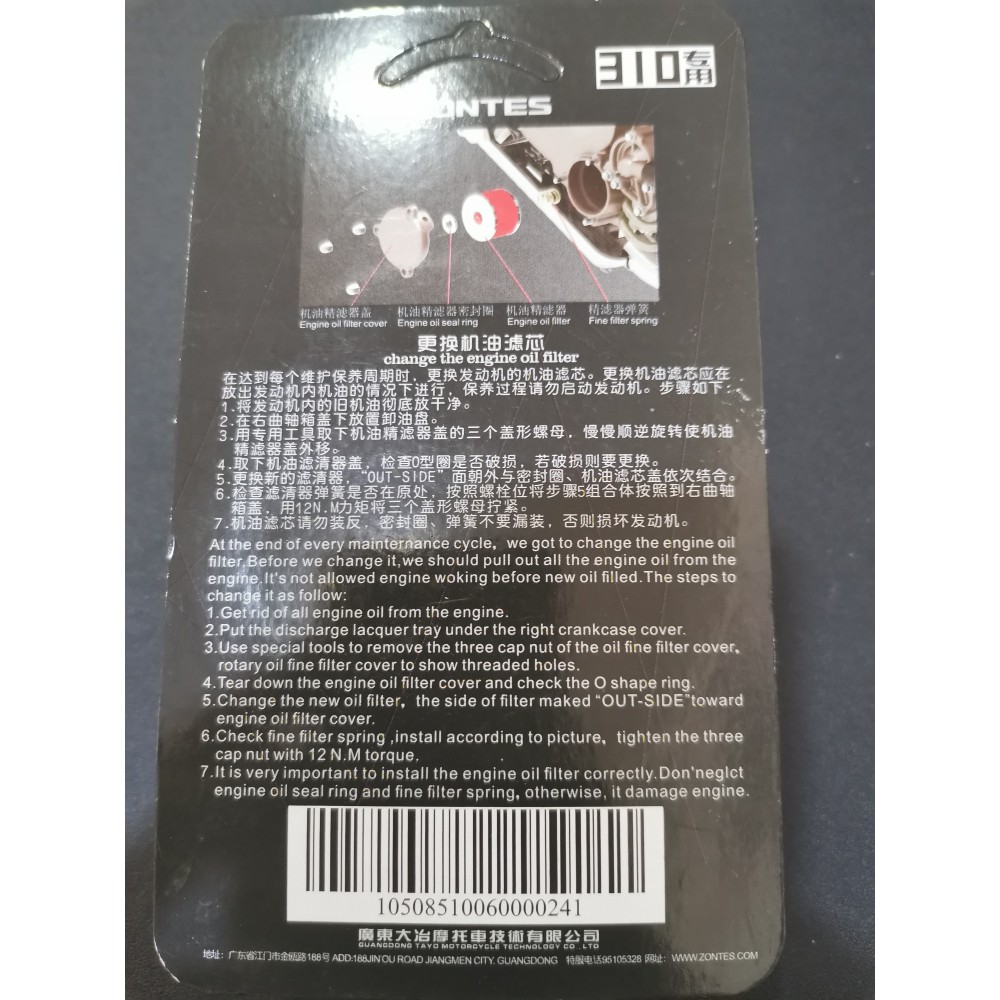 310 专用
ZONTES
机油精滤器盖 机油精滤器密封圈 机油精滤器 精滤器弹簧
Engine oil filter cover Engine oil seal ring Engine oil filter Fine filter spring
更换机油滤芯
change the engine oil filter
在达到每个维护保养周期时，更换发动机的机油滤芯。更换机油滤芯应在
放出发动机内机油的情况下进行，保养过程请勿启动发动机。步骤如下：
1.将发动机内的旧机油彻底放干净。
2.在右曲轴箱盖下放置卸油盘。
3.用专用工具取下机油精滤器盖的三个盖形螺母，慢慢顺逆旋转使机油
精滤器盖外移。
4.取下机油滤清器盖，检查O型圈是否破损，若破损则要更换。
5.更换新的滤清器，“OUT-SIDE”面朝外与密封圈、机油滤芯盖依次结合。
6.检查滤清器弹簧是否在原处，按照螺栓位将步骤5组合体按照到右曲轴
箱盖，用12N.M力矩将三个盖形螺母拧紧。
7.机油滤芯请勿装反，密封圈、弹簧不要漏装，否则损坏发动机。
At the end of every mainternance cycle, we got to change the engine oil
filter.Before we change it,we should pull out all the engine oil from the
engine.It's not allowed engine woking before new oil filled.The steps to
change it as follow:
1.Get rid of all engine oil from the engine.
2.Put the discharge lacquer tray under the right crankcase cover.
3.Use special tools to remove the three cap nut of the oil fine filter cover,
rotary oil fine filter cover to show threaded holes.
4.Tear down the engine oil filter cover and check the O shape ring.
5.Change the new oil filter, the side of filter maked “OUT-SIDE”toward
engine oil filter cover.
6.Check fine filter spring ,install according to picture, tighten the three
cap nut with 12 N.M torque.
7.It is very important to install the engine oil filter correctly.Don'neglct
engine oil seal ring and fine filter spring, otherwise, it damage engine.
10508510060000241
廣東大冶摩托車技術有限公司
GUANGDONG TAYO MOTORCYCLE TECHNOLOGY CO .,LTD
地址：广东省江门市金瓯路188号 ADD:188JIN'OU ROAD JIANGMEN CITY. GUANGDONG 特服电话95105328 网址：WWW.ZONTES.COM